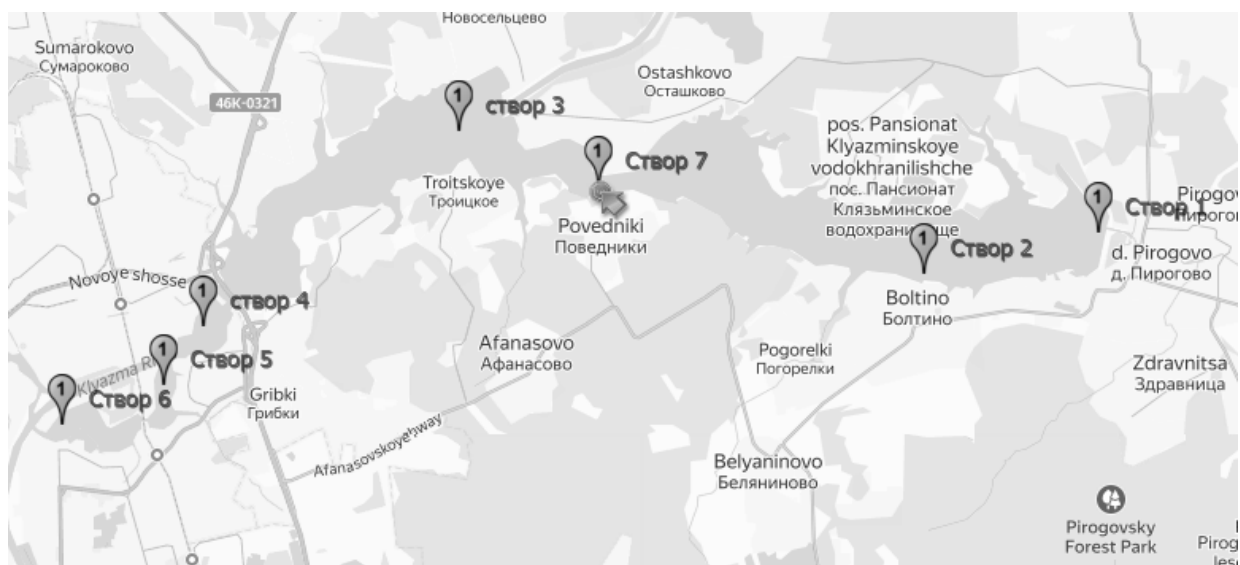 Новосельцево
Sumarokovo
Сумароково
46K-0321
1
створ 3
Ostashkovo
Осташково
1
Створ 7
pos. Pansionat
Klyazminskoye
vodokhranilishche
пос. Пансионат
Клязьминское
Troitskoye
Троицкое
1
Створ 1
Povedniki
Поведники
1
Створ 2
d. Pirogovo
д. Пирогово
Novoye shosse
1
створ 4
Boltino
Болтино
Afanasovo
Афанасово
Pogorelki
Погорелки
1
Створ 5
Klyazma
Zdravnitsa
Здравница
1
Створ 6
Gribki
Грибки
Afanasovskoye
Belyaninovo
Беляниново
Pirogovsky
Forest Park